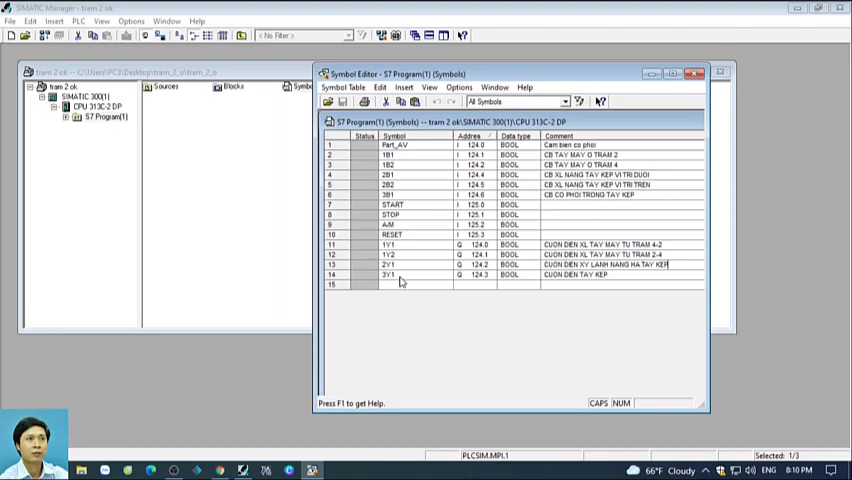 SIMATIC Manager - tram 2 ok
File Edit Insert PLC View Options Window Help
< No Filter >
tram 2 ok -- C:\Users\PC3\Desktop\tram_2_o\tram_2_o
tram 2 ok
SIMATIC 300(1)
CPU 313C-2 DP
S7 Program(1)
Sources
Blocks
Symbo
Symbol Editor - S7 Program(1) (Symbols)
Symbol Table Edit Insert View Options Window Help
All Symbols
S7 Program(1) (Symbols) -- tram 2 ok\SIMATIC 300(1)\CPU 313C-2 DP
Status Symbol Addres Data type Comment
1 Part_AV I 124.0 BOOL Cam bien co phoi
2 1B1 I 124.1 BOOL CB TAY MAY O TRAM 2
3 1B2 I 124.2 BOOL CB TAY MAY O TRAM 4
4 2B1 I 124.4 BOOL CB XL NANG TAY KEP VI TRI DUOI
5 2B2 I 124.5 BOOL CB XL NANG TAY KEP VI TRI TREN
6 3B1 I 124.6 BOOL CB CO PHOI TRONG TAY KEP
7 START I 125.0 BOOL
8 STOP I 125.1 BOOL
9 A/M I 125.2 BOOL
10 RESET I 125.3 BOOL
11 1Y1 Q 124.0 BOOL CUON DIEN XL TAY MAY TU TRAM 4-2
12 1Y2 Q 124.1 BOOL CUON DIEN XL TAY MAY TU TRAM 2-4
13 2Y1 Q 124.2 BOOL CUON DIEN XY LANH NANG HA TAY KEP
14 3Y1 Q 124.3 BOOL CUON DIEN TAY KEP
15
Press F1 to get Help.
CAPS NUM
PLCSIM.MPI.1
Selected: 1/3
66°F Cloudy
ENG
8:10 PM